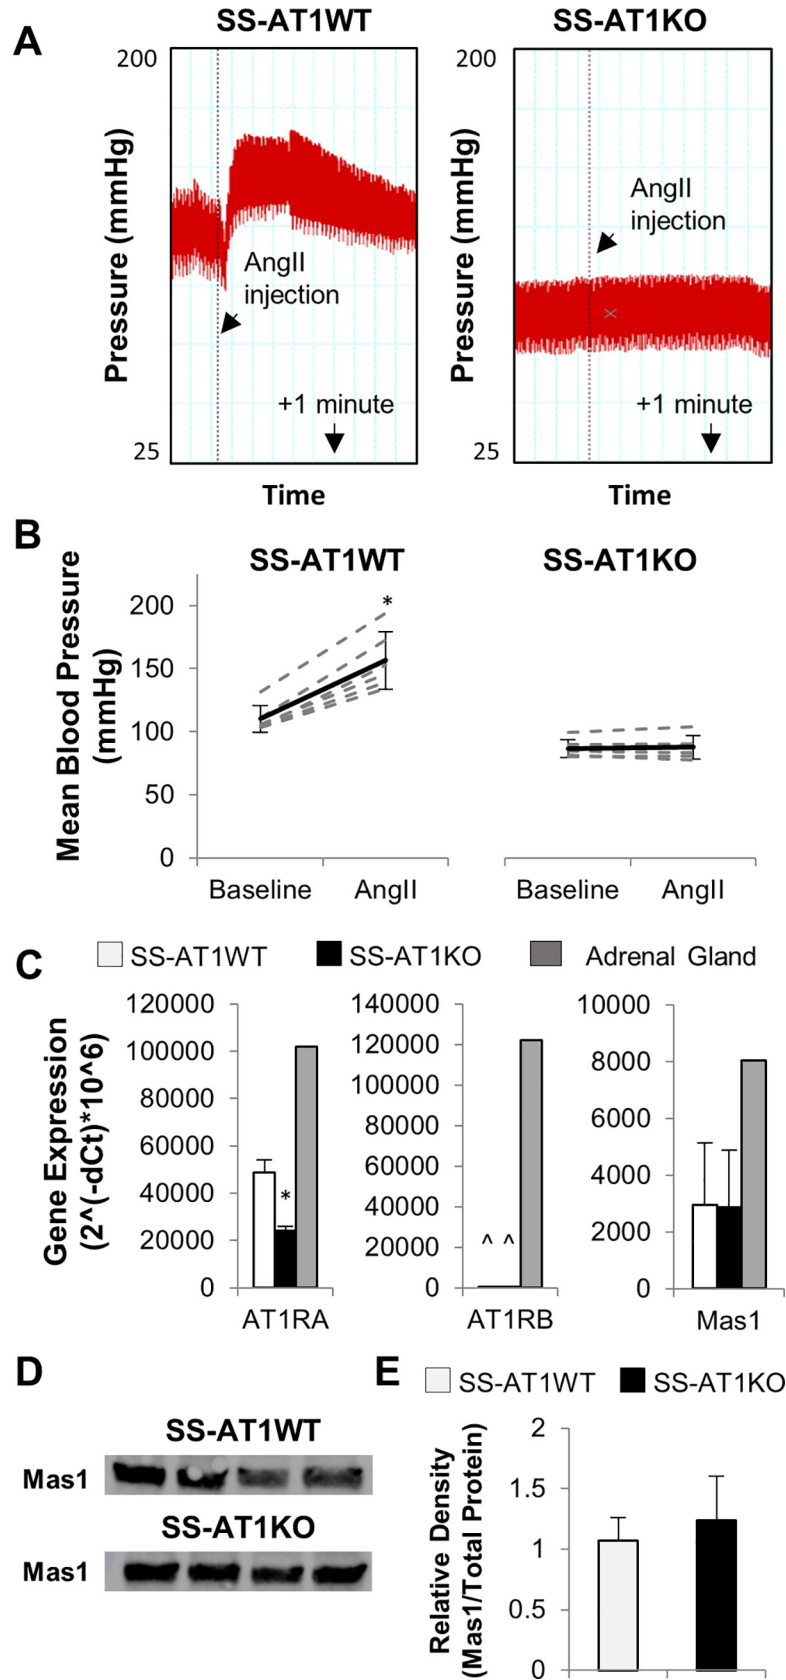 A
SS-AT1WT
SS-AT1KO
200
Pressure (mmHg)
25
AngII
injection
+1 minute
Time
200
Pressure (mmHg)
25
AngII
injection
+1 minute
Time
B
SS-AT1WT
SS-AT1KO
Mean Blood Pressure
(mmHg)
200
150
100
50
0
*
Baseline
AngII
Baseline
AngII
C
SS-AT1WT
SS-AT1KO
Adrenal Gland
Gene Expression
(2^(-dCt)*10^6)
120000
100000
80000
60000
40000
20000
0
*
AT1RA
140000
120000
100000
80000
60000
40000
20000
0
^ ^
AT1RB
10000
8000
6000
4000
2000
0
Mas1
D
SS-AT1WT
Mas1
SS-AT1KO
Mas1
E
SS-AT1WT
SS-AT1KO
Relative Density
(Mas1/Total Protein)
2
1.5
1
0.5
0